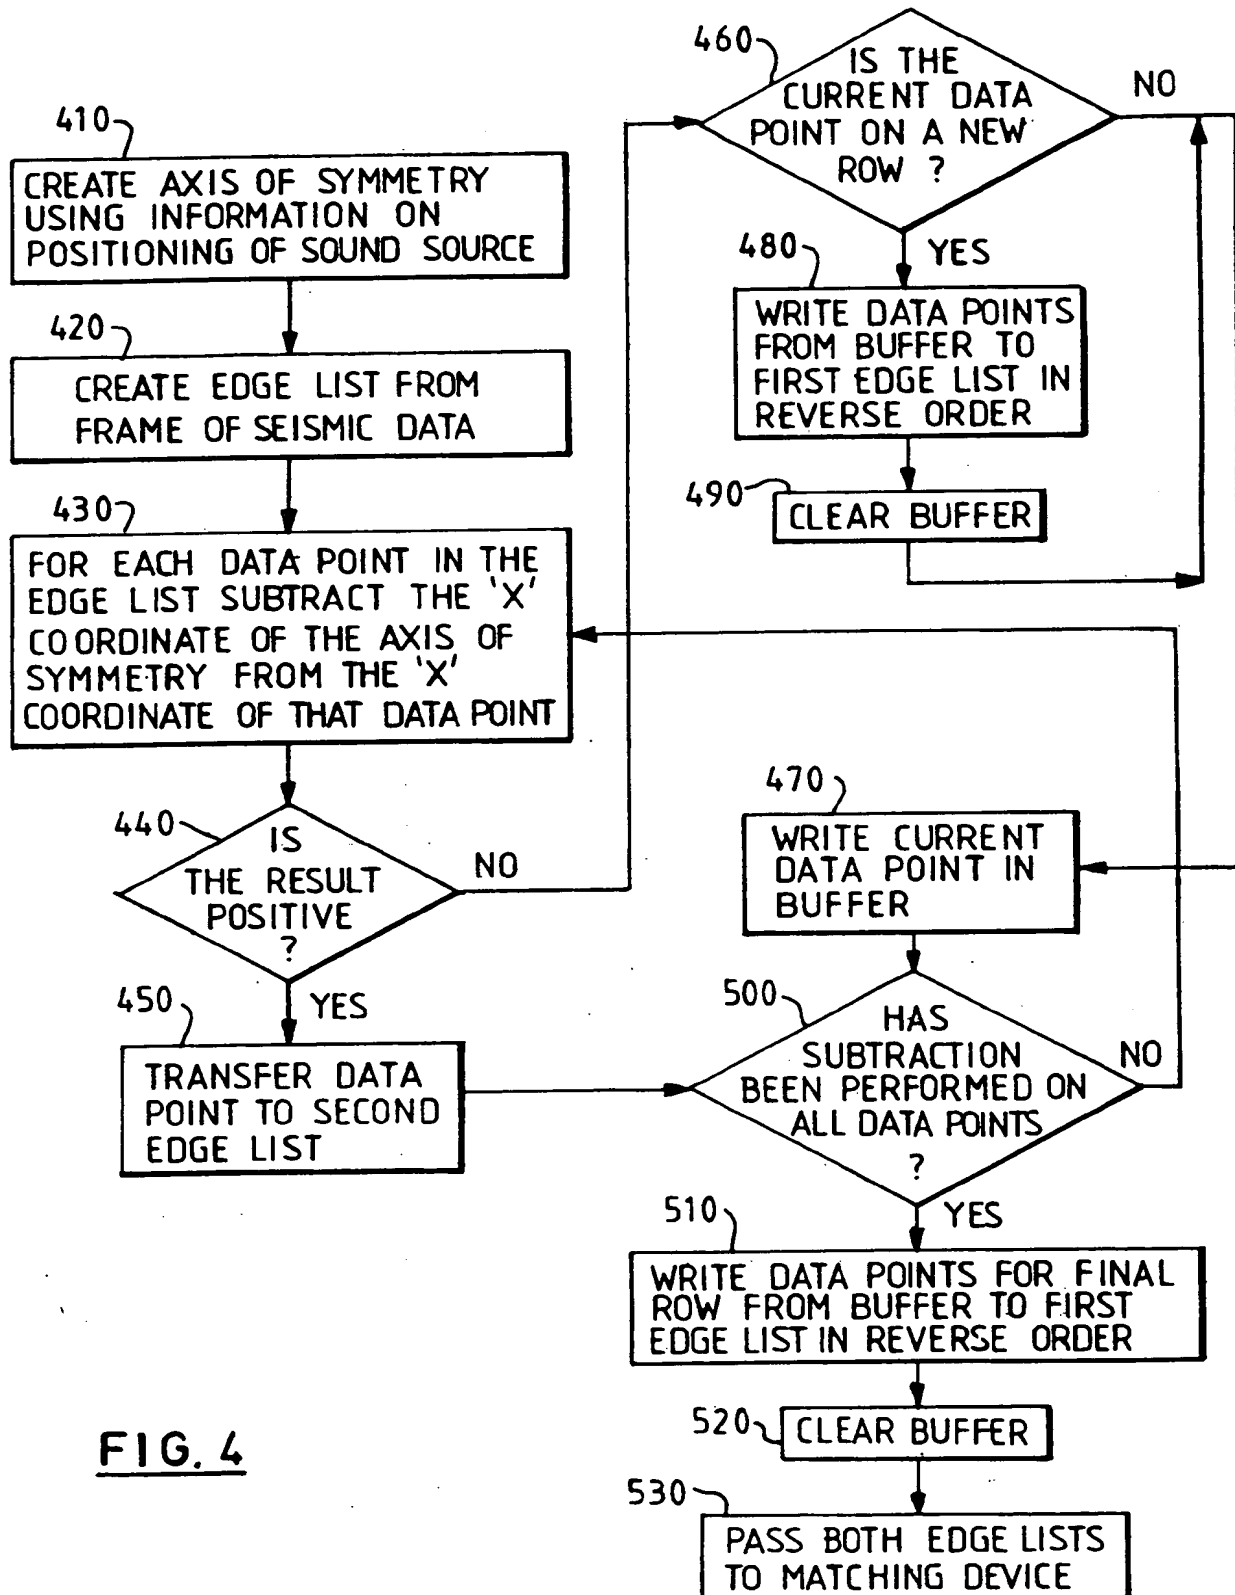 410
CREATE AXIS OF SYMMETRY
USING INFORMATION ON
POSITIONING OF SOUND SOURCE
420
CREATE EDGE LIST FROM
FRAME OF SEISMIC DATA
430
FOR EACH DATA POINT IN THE
EDGE LIST SUBTRACT THE 'X'
COORDINATE OF THE AXIS OF
SYMMETRY FROM THE 'X'
COORDINATE OF THAT DATA POINT
440
IS
THE RESULT
POSITIVE
?
NO
YES
450
TRANSFER DATA
POINT TO SECOND
EDGE LIST
460
IS THE
CURRENT DATA
POINT ON A NEW
ROW ?
NO
YES
480
WRITE DATA POINTS
FROM BUFFER TO
FIRST EDGE LIST IN
REVERSE ORDER
490
CLEAR BUFFER
470
WRITE CURRENT
DATA POINT IN
BUFFER
500
HAS
SUBTRACTION
BEEN PERFORMED ON
ALL DATA POINTS
?
NO
YES
510
WRITE DATA POINTS FOR FINAL
ROW FROM BUFFER TO FIRST
EDGE LIST IN REVERSE ORDER
520
CLEAR BUFFER
530
PASS BOTH EDGE LISTS
TO MATCHING DEVICE
FIG. 4